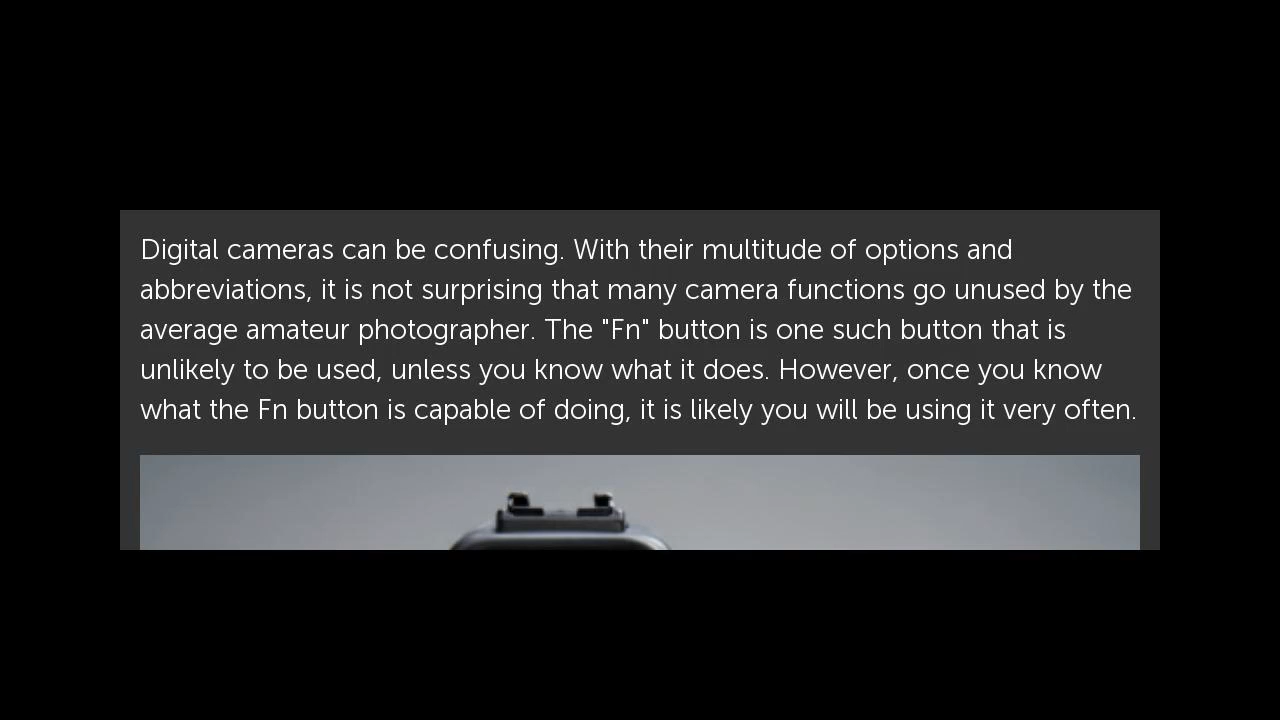 Digital cameras can be confusing. With their multitude of options and
abbreviations, it is not surprising that many camera functions go unused by the
average amateur photographer. The "Fn" button is one such button that is
unlikely to be used, unless you know what it does. However, once you know
what the Fn button is capable of doing, it is likely you will be using it very often.